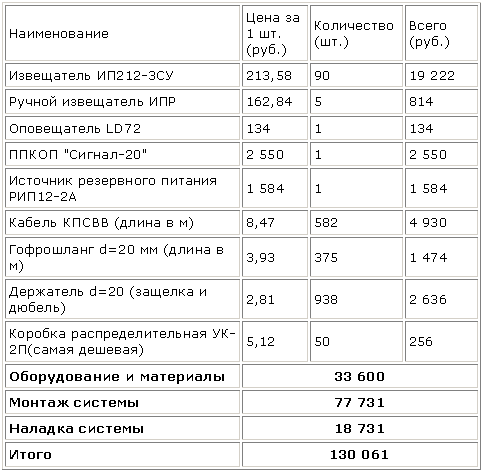 Наименование Цена за 1 шт. (руб.) Количество (шт.) Всего (руб.)
Извещатель ИП212-3СУ 213,58 90 19 222
Ручной извещатель ИПР 162,84 5 814
Оповещатель LD72 134 1 134
ППКОП "Сигнал-20" 2 550 1 2 550
Источник резервного питания РИП12-2А 1 584 1 1 584
Кабель КПСВВ (длина в м) 8,47 582 4 930
Гофрошланг d=20 мм (длина в м) 3,93 375 1 474
Держатель d=20 (защелка и дюбель) 2,81 938 2 636
Коробка распределительная УК-2П(самая дешевая) 5,12 50 256
Оборудование и материалы 33 600
Монтаж системы 77 731
Наладка системы 18 731
Итого 130 061